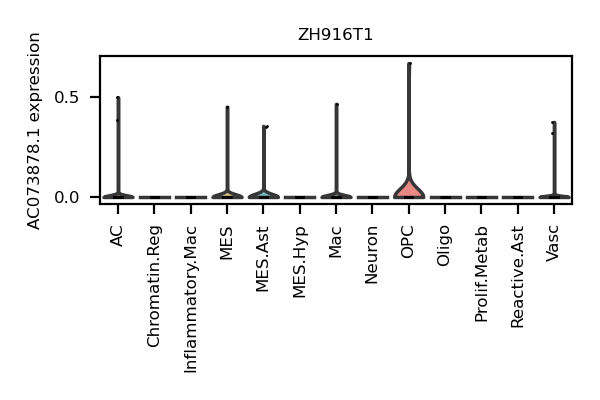 ZH916T1
AC073878.1 expression
0.5
0.0
AC
Chromatin.Reg
Inflammatory.Mac
MES
MES.Ast
MES.Hyp
Mac
Neuron
OPC
Oligo
Prolif.Metab
Reactive.Ast
Vasc